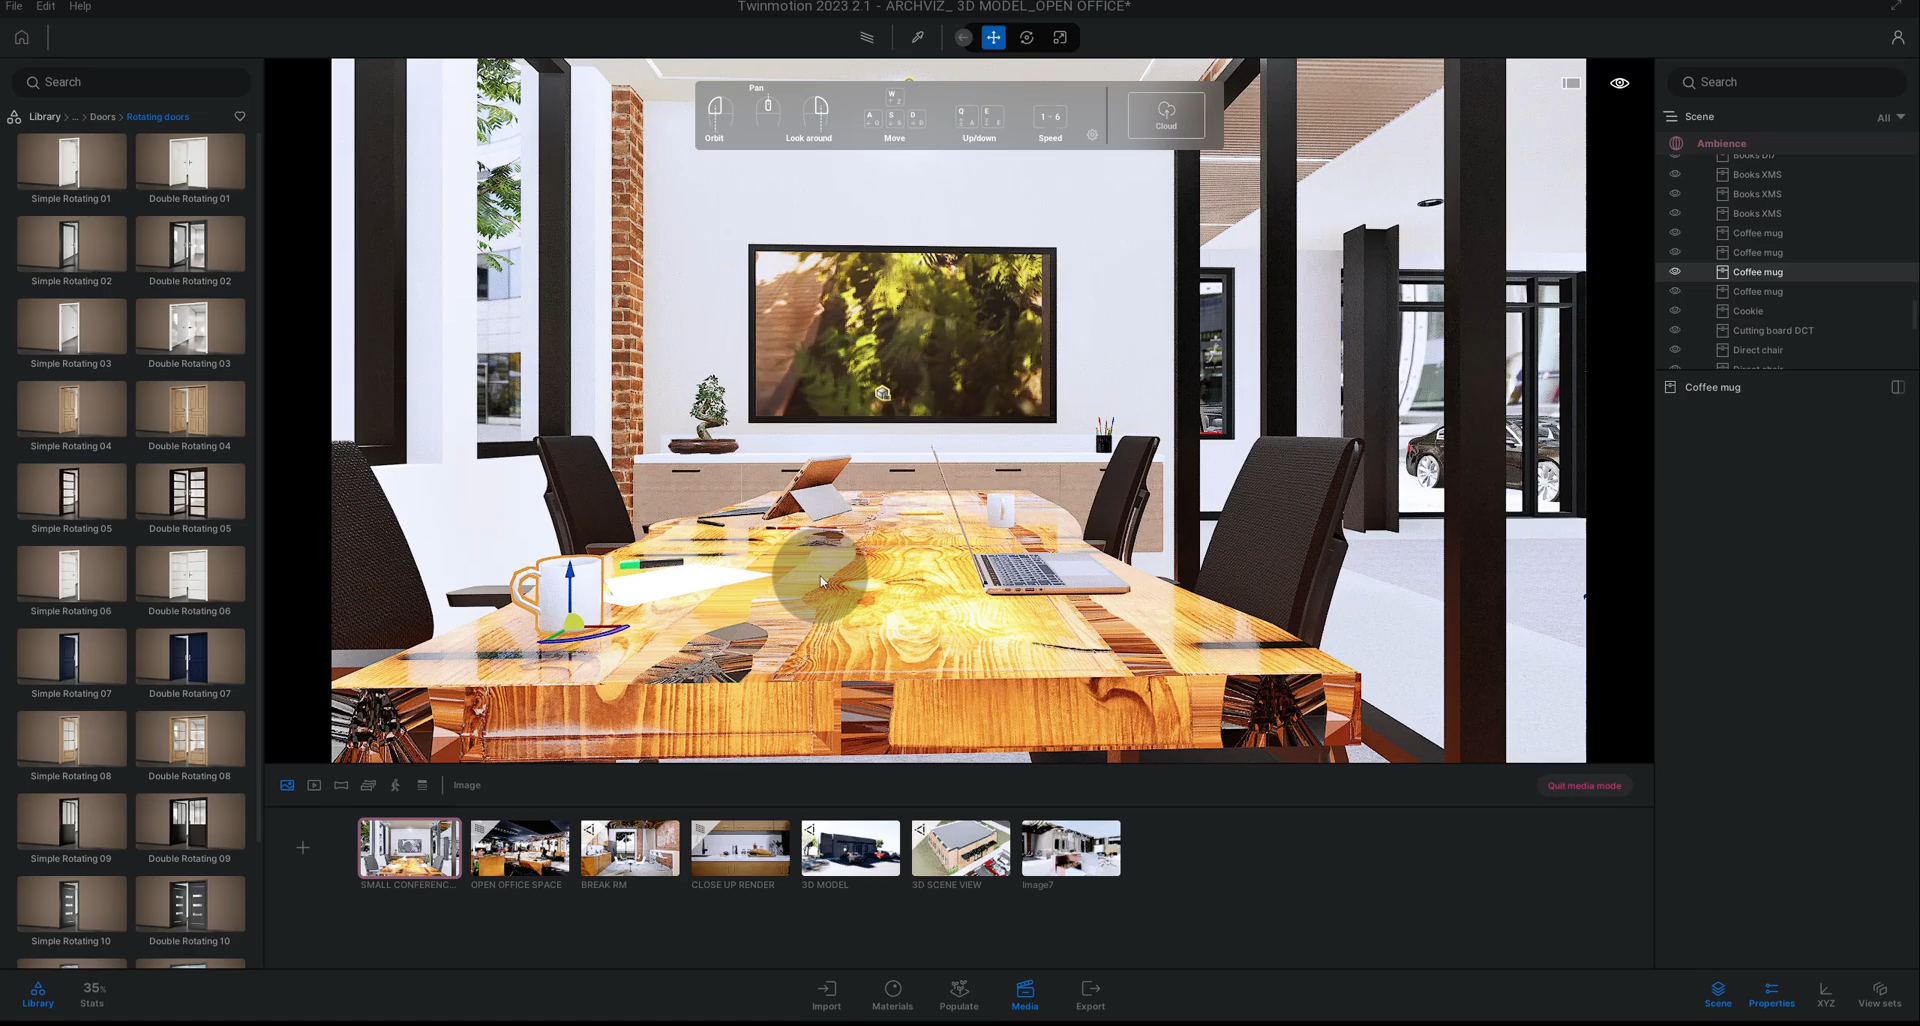 File Edit Help
Twinmotion 2023.2.1 - ARCHVIZ_ 3D MODEL_OPEN OFFICE*
Search
Library > ... > Doors > Rotating doors
Simple Rotating 01
Double Rotating 01
Simple Rotating 02
Double Rotating 02
Simple Rotating 03
Double Rotating 03
Simple Rotating 04
Double Rotating 04
Simple Rotating 05
Double Rotating 05
Simple Rotating 06
Double Rotating 06
Simple Rotating 07
Double Rotating 07
Simple Rotating 08
Double Rotating 08
Simple Rotating 09
Double Rotating 09
Simple Rotating 10
Double Rotating 10
Pan
Orbit
Look around
W
A S D
Move
Q E
Up/down
1 - 6
Speed
Cloud
Search
Scene
All
Ambience
Books XMS
Books XMS
Books XMS
Coffee mug
Coffee mug
Coffee mug
Coffee mug
Cookie
Cutting board DCT
Direct chair
Coffee mug
Image
Quit media mode
SMALL CONFERENC...
OPEN OFFICE SPACE
BREAK RM
CLOSE UP RENDER
3D MODEL
3D SCENE VIEW
Image7
Library
35%
Stats
Import
Materials
Populate
Media
Export
Scene
Properties
XYZ
View sets